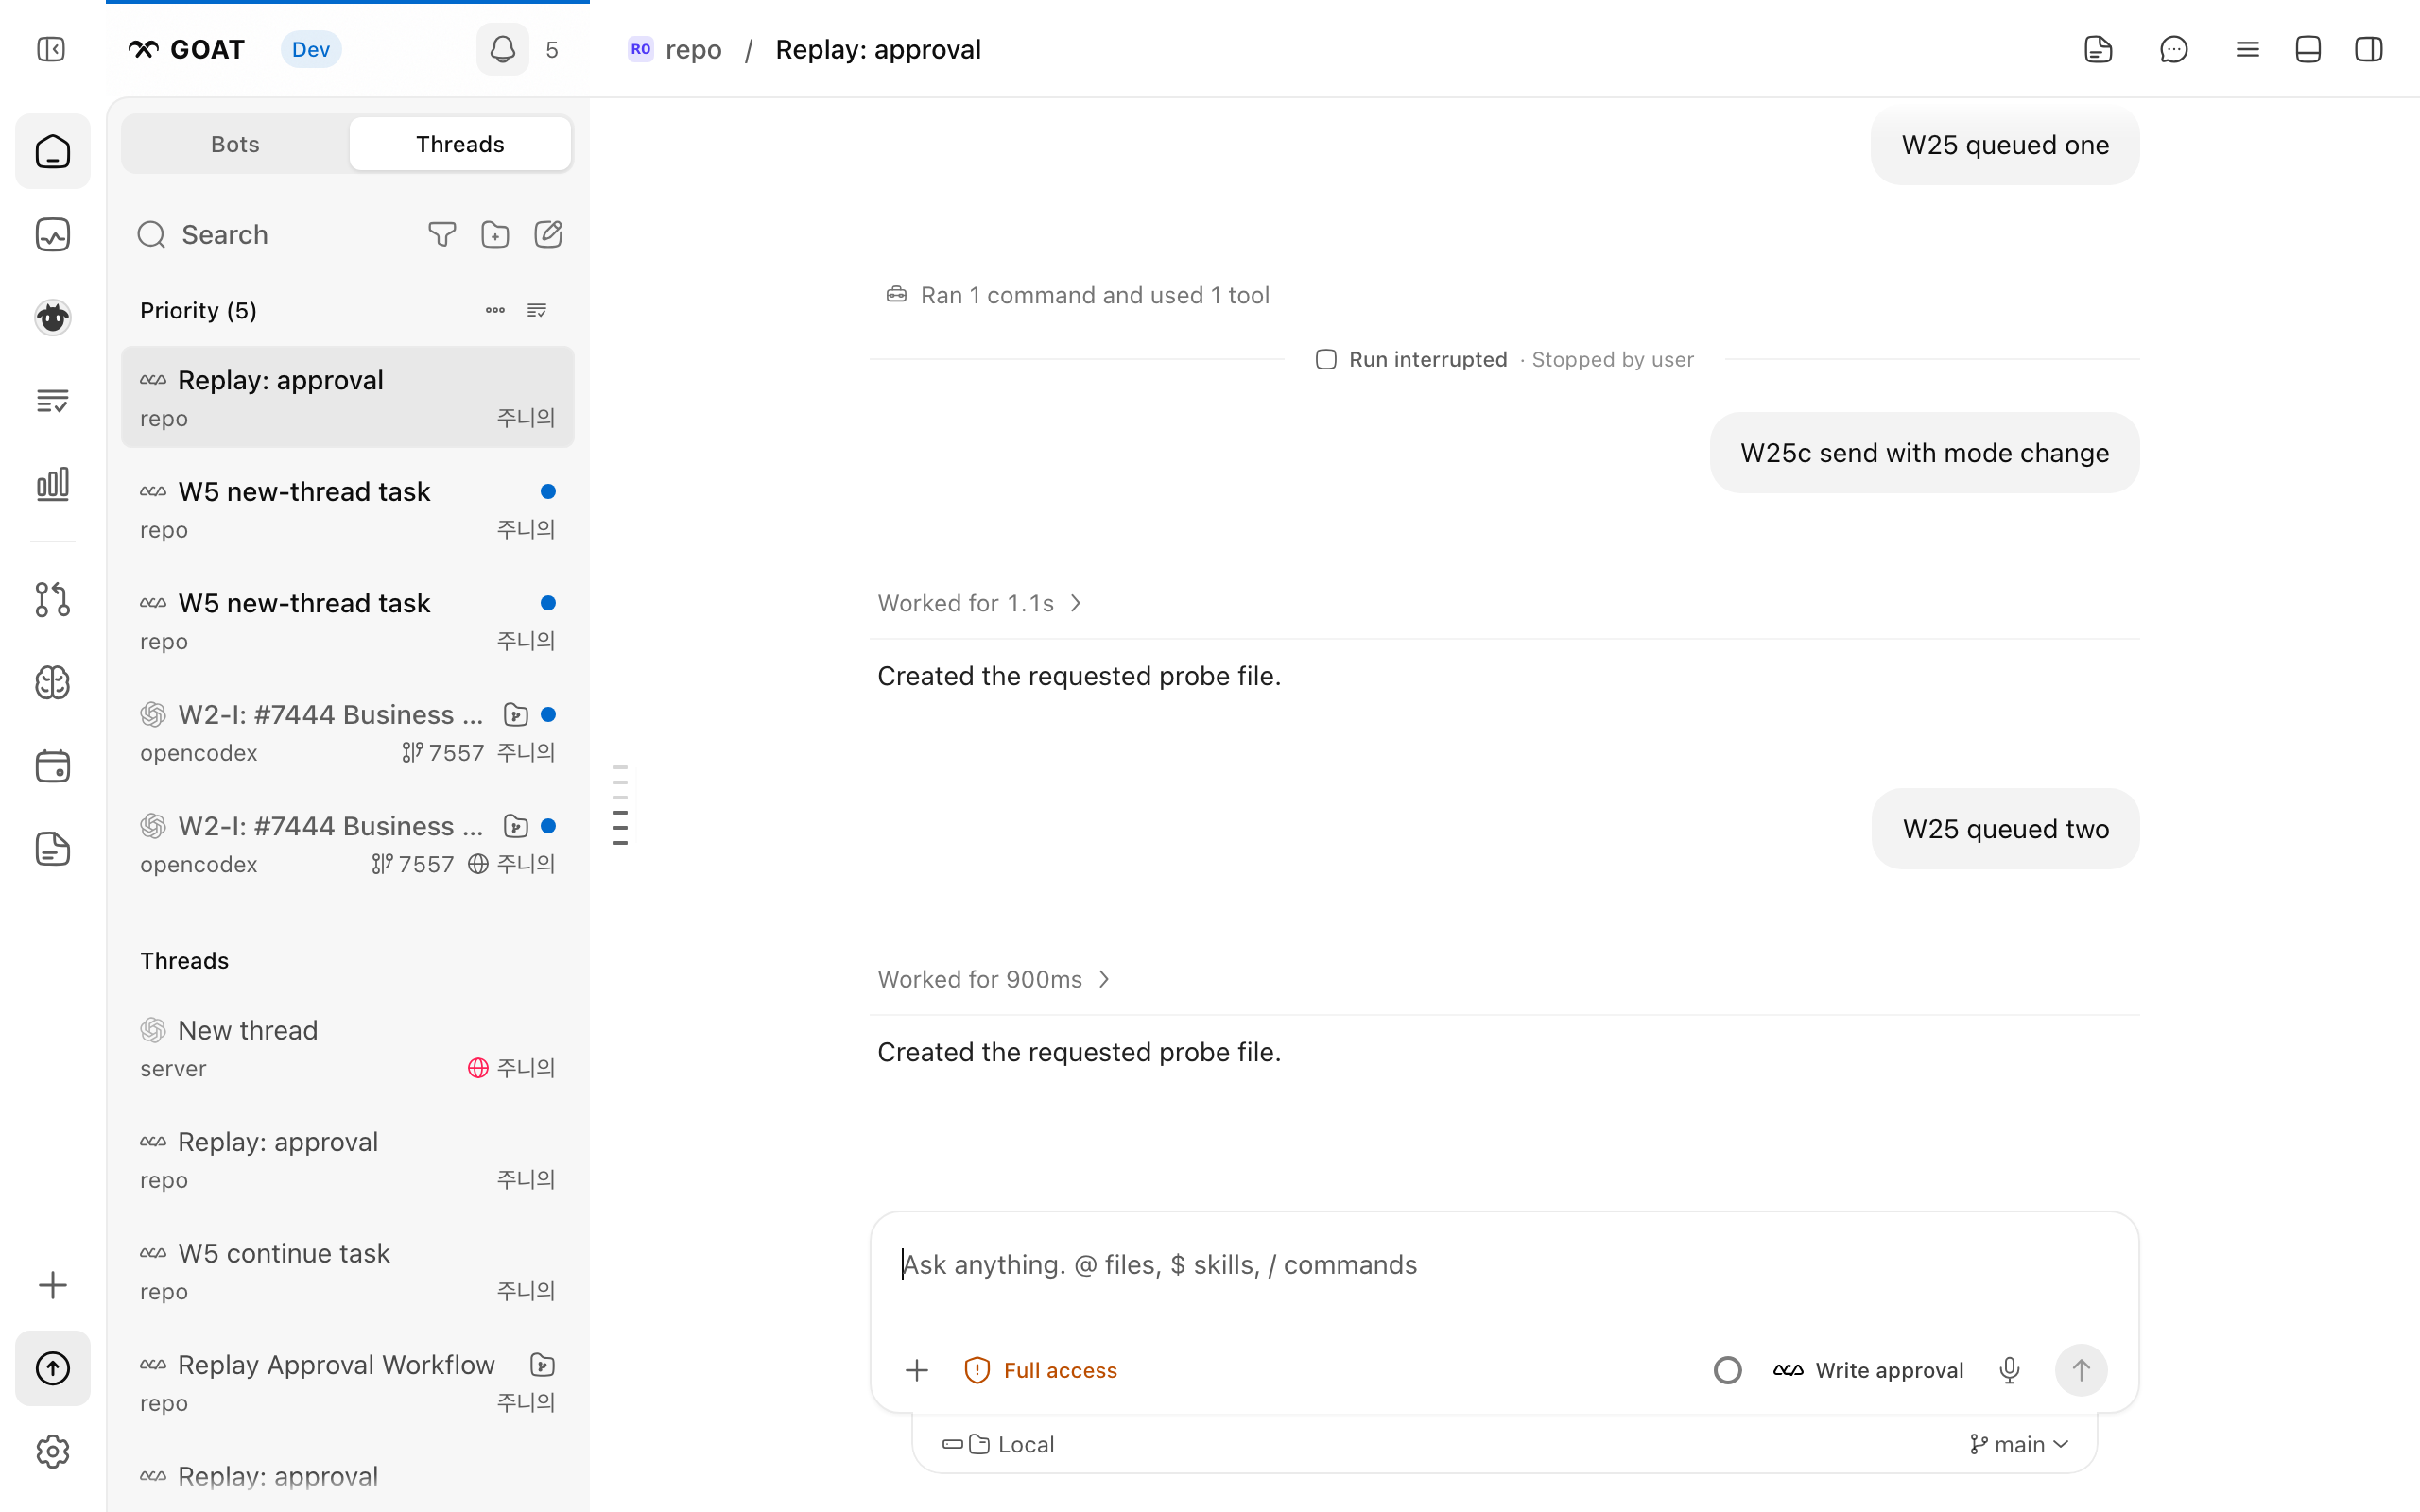 GOAT
Dev
5
RO repo / Replay: approval
Bots
Threads
Search
Priority (5)
Replay: approval
repo 주니의
W5 new-thread task
repo 주니의
W5 new-thread task
repo 주니의
W2-I: #7444 Business ...
opencodex 7557 주니의
W2-I: #7444 Business ...
opencodex 7557 주니의
Threads
New thread
server 주니의
Replay: approval
repo 주니의
W5 continue task
repo 주니의
Replay Approval Workflow
repo 주니의
Replay: approval
W25 queued one
Ran 1 command and used 1 tool
Run interrupted · Stopped by user
W25c send with mode change
Worked for 1.1s
Created the requested probe file.
W25 queued two
Worked for 900ms
Created the requested probe file.
Ask anything. @ files, $ skills, / commands
Full access
Write approval
Local
main